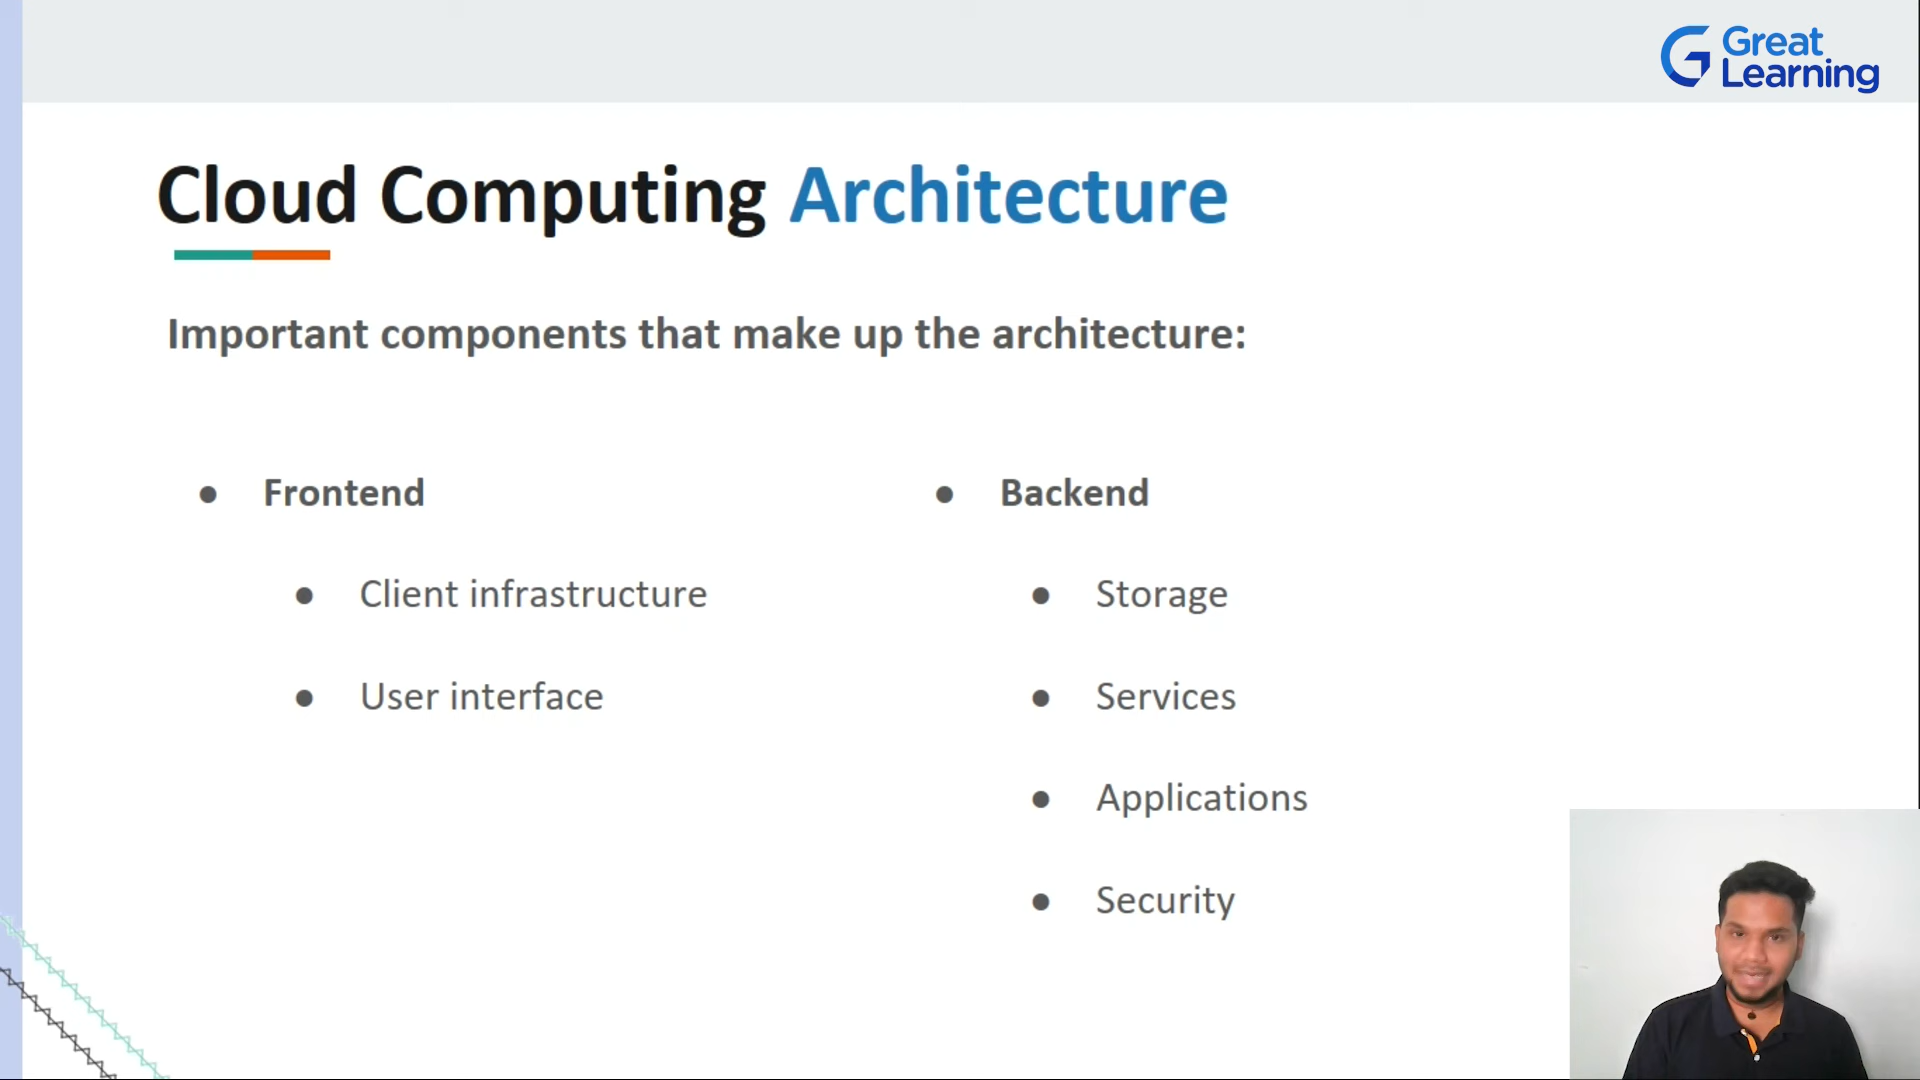 Great
Learning
Cloud Computing Architecture
Important components that make up the architecture:
● Frontend
● Client infrastructure
● User interface
● Backend
● Storage
● Services
● Applications
● Security